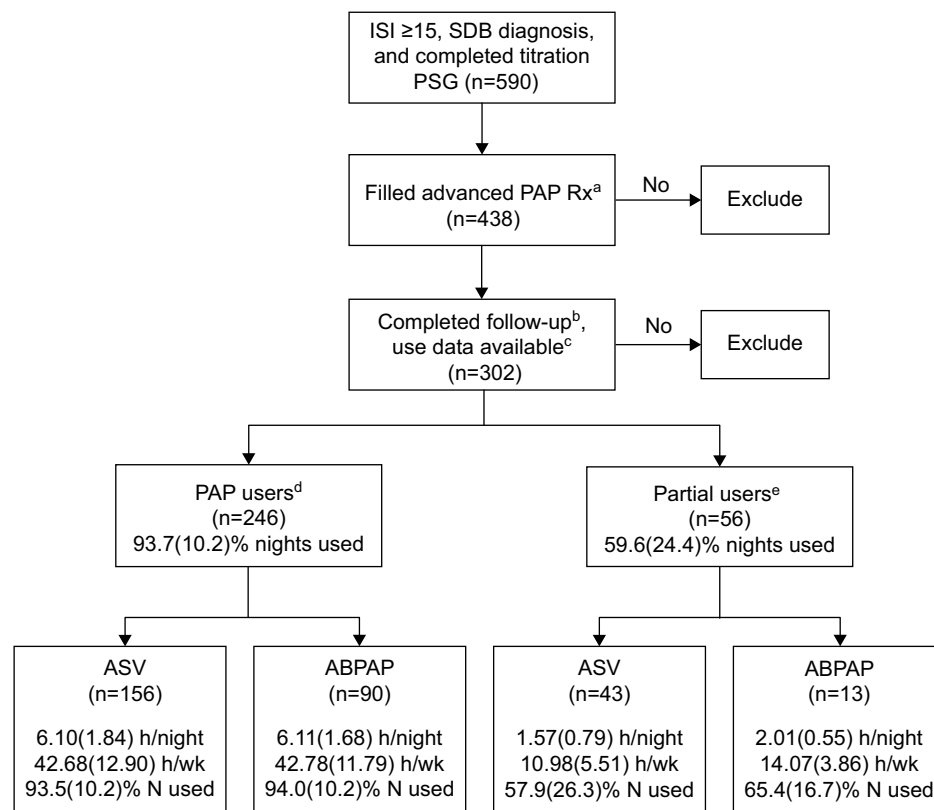 ISI ≥15, SDB diagnosis,
and completed titration
PSG (n=590)
Filled advanced PAP Rxᵃ
(n=438)
No
Exclude
Completed follow-upᵇ,
use data availableᶜ
(n=302)
No
Exclude
PAP usersᵈ
(n=246)
93.7(10.2)% nights used
Partial usersᵉ
(n=56)
59.6(24.4)% nights used
ASV
(n=156)
6.10(1.84) h/night
42.68(12.90) h/wk
93.5(10.2)% N used
ABPAP
(n=90)
6.11(1.68) h/night
42.78(11.79) h/wk
94.0(10.2)% N used
ASV
(n=43)
1.57(0.79) h/night
10.98(5.51) h/wk
57.9(26.3)% N used
ABPAP
(n=13)
2.01(0.55) h/night
14.07(3.86) h/wk
65.4(16.7)% N used